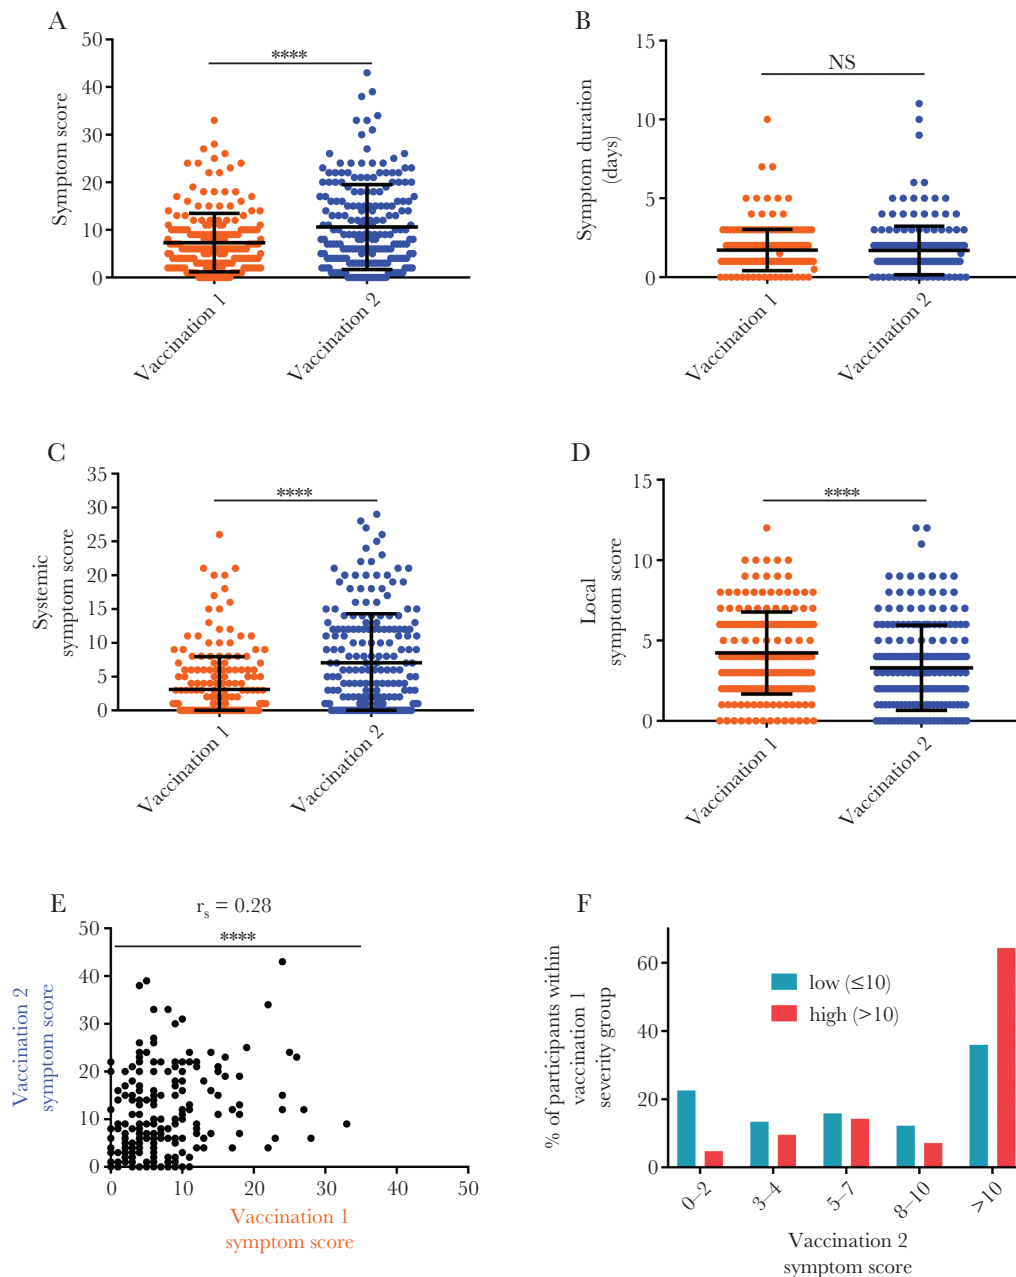 A
50
40
30
20
10
0
Symptom score
****
Vaccination 1
Vaccination 2
B
15
10
5
0
Symptom duration
(days)
NS
Vaccination 1
Vaccination 2
C
35
30
25
20
15
10
5
0
Systemic
symptom score
****
Vaccination 1
Vaccination 2
D
15
10
5
0
Local
symptom score
****
Vaccination 1
Vaccination 2
E
rs = 0.28
****
50
40
30
20
10
0
Vaccination 2
symptom score
0
10
20
30
40
50
Vaccination 1
symptom score
F
60
40
20
0
% of participants within
vaccination 1
severity group
low (≤10)
high (>10)
0–2
3–4
5–7
8–10
>10
Vaccination 2
symptom score